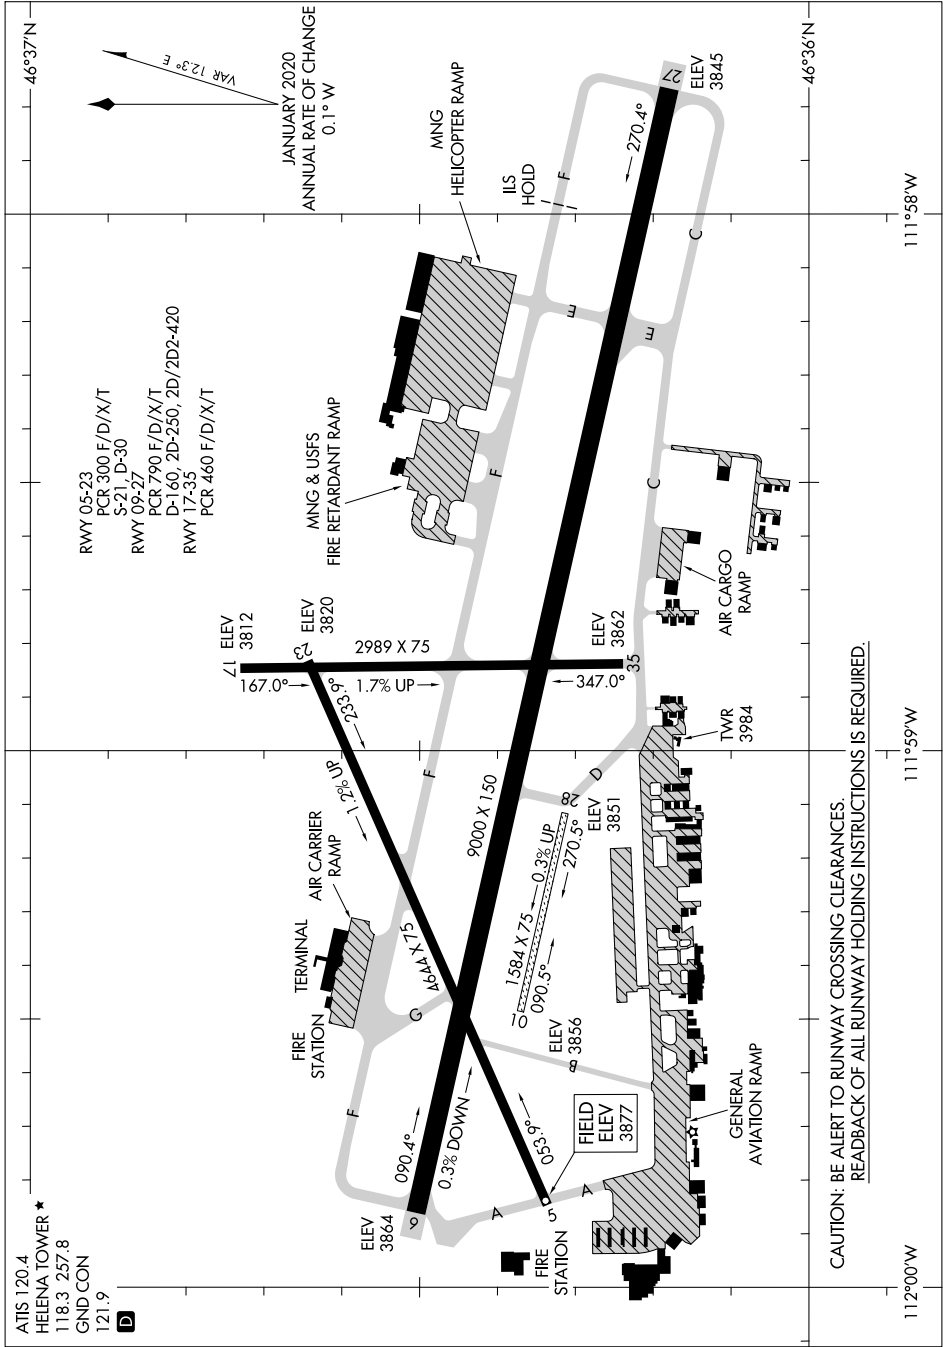 ATIS 120.4
HELENA TOWER ★
118.3 257.8
GND CON
121.9
D
JANUARY 2020
ANNUAL RATE OF CHANGE
0.1° W
VAR 12.3° E
46°37'N
46°36'N
111°58'W
111°59'W
112°00'W
RWY 05-23
PCR 300 F/D/X/T
S-21, D-30
RWY 09-27
PCR 790 F/D/X/T
D-160, 2D-250, 2D/2D2-420
RWY 17-35
PCR 460 F/D/X/T
MNG
HELICOPTER RAMP
ILS
HOLD
MNG & USFS
FIRE RETARDANT RAMP
FIRE
STATION
TERMINAL
AIR CARRIER
RAMP
17
ELEV
3812
23
ELEV
3820
167.0°
2989 X 75
1.7% UP
347.0°
35
ELEV
3862
233.9°
1.2% UP
4644 X 75
053.9°
5
FIELD
ELEV
3877
9
ELEV
3864
090.4°
0.3% DOWN
9000 X 150
270.4°
27
ELEV
3845
10
ELEV
3856
090.5°
1584 X 75
0.3% UP
270.5°
28
ELEV
3851
F
F
F
F
G
E
E
C
C
D
B
A
A
FIRE
STATION
GENERAL
AVIATION RAMP
TWR
3984
AIR CARGO
RAMP
CAUTION: BE ALERT TO RUNWAY CROSSING CLEARANCES.
READBACK OF ALL RUNWAY HOLDING INSTRUCTIONS IS REQUIRED.